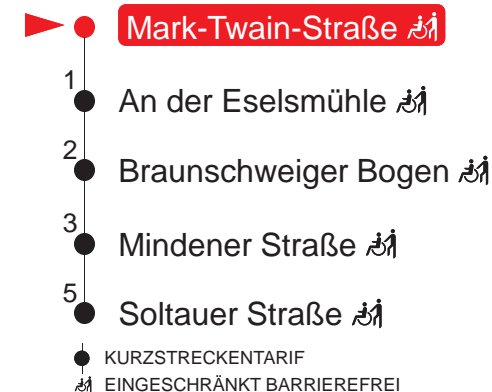 Mark-Twain-Straße
1
An der Eselsmühle
2
Braunschweiger Bogen
3
Mindener Straße
5
Soltauer Straße
KURZSTRECKENTARIF
EINGESCHRÄNKT BARRIEREFREI